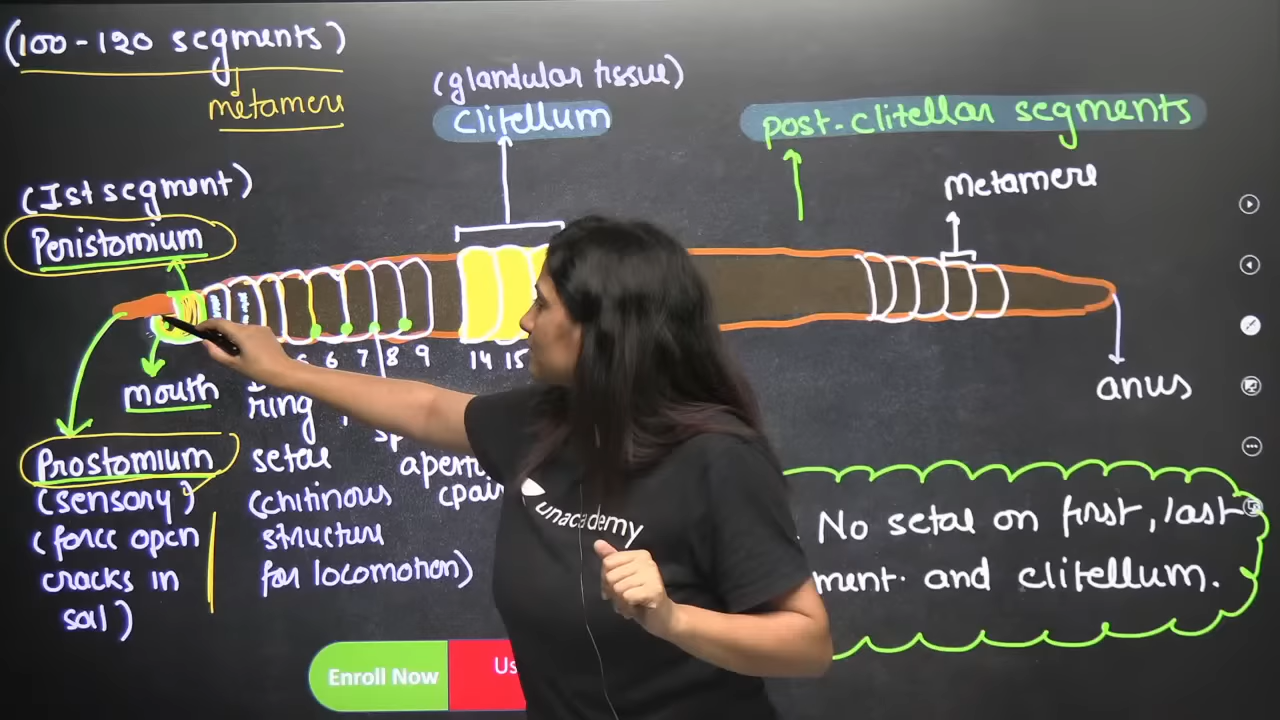 (100-120 segments)
metamere
(glandular tissue)
Clitellum
post-clitellar segments
metamere
(Ist segment)
Peristomium
6 7 8 9 14 15
mouth
anus
ring
Prostomium
(sensory)
(force open
cracks in
soil)
setae
(chitinous
structure
for locomotion)
unacademy
No setae on first, last
and clitellum.
Enroll Now